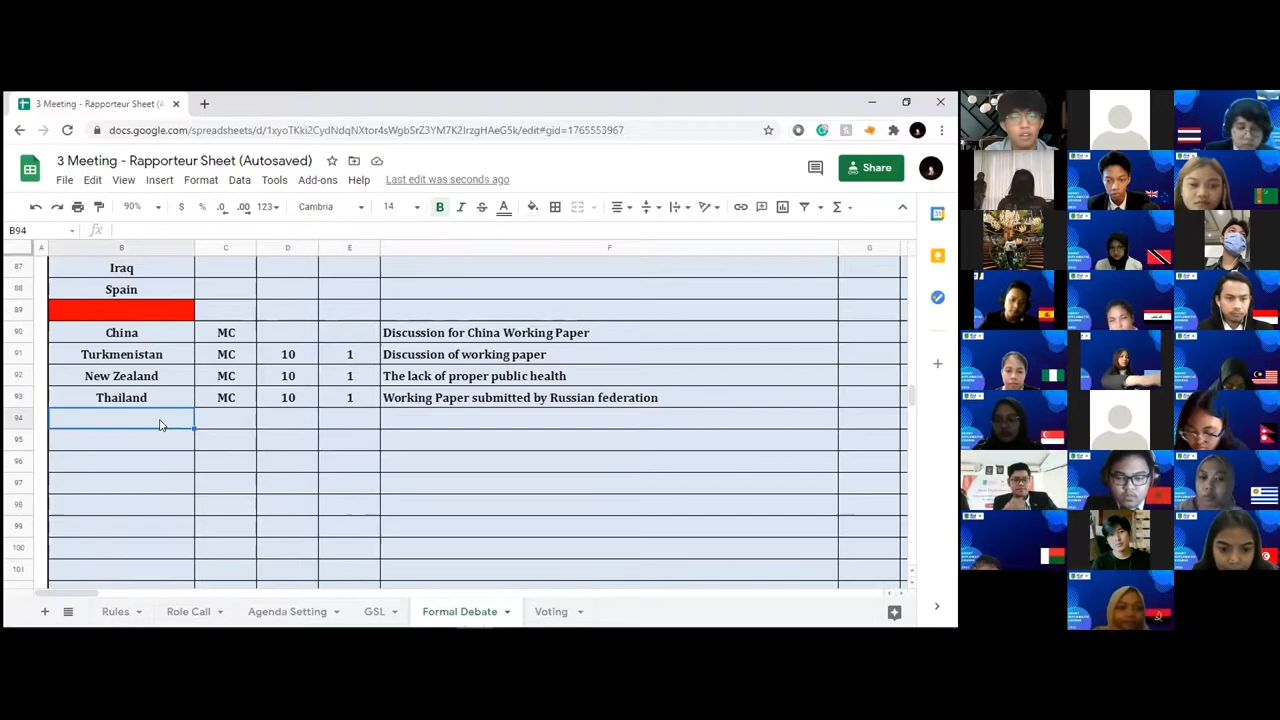 3 Meeting - Rapporteur Sheet (A
docs.google.com/spreadsheets/d/1xyoTKki2CydNdqNXtor4sWgbSrZ3YM7K2IrzgHAeG5k/edit#gid=1765553967
3 Meeting - Rapporteur Sheet (Autosaved)
File Edit View Insert Format Data Tools Add-ons Help Last edit was seconds ago
Share
90% $ % .0 .00 123 Cambria 14 B I S A
B94 fx
A B C D E F G
87 Iraq
88 Spain
89
90 China MC Discussion for China Working Paper
91 Turkmenistan MC 10 1 Discussion of working paper
92 New Zealand MC 10 1 The lack of proper public health
93 Thailand MC 10 1 Working Paper submitted by Russian federation
94
95
96
97
98
99
100
101
Rules Role Call Agenda Setting GSL Formal Debate Voting